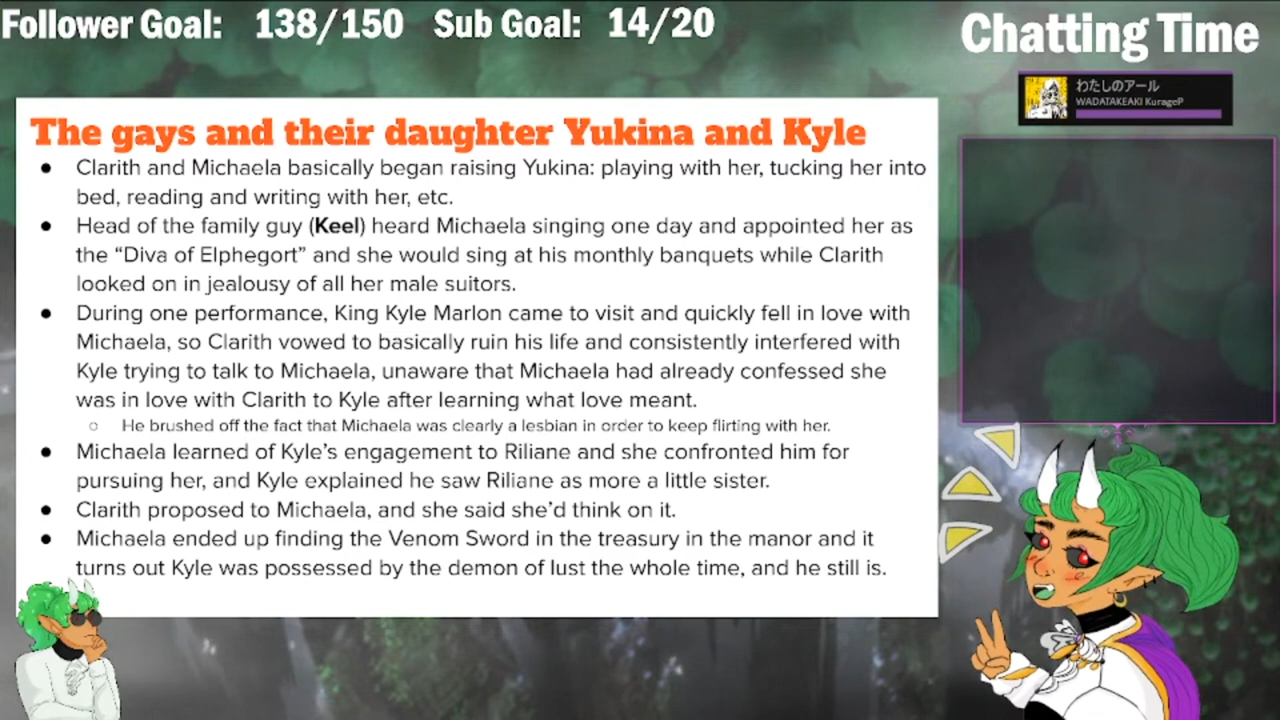 Follower Goal: 138/150 Sub Goal: 14/20
Chatting Time
わたしのアール
WADATAKEAKI KurageP
The gays and their daughter Yukina and Kyle
● Clarith and Michaela basically began raising Yukina: playing with her, tucking her into
bed, reading and writing with her, etc.
● Head of the family guy (Keel) heard Michaela singing one day and appointed her as
the “Diva of Elphegort” and she would sing at his monthly banquets while Clarith
looked on in jealousy of all her male suitors.
● During one performance, King Kyle Marlon came to visit and quickly fell in love with
Michaela, so Clarith vowed to basically ruin his life and consistently interfered with
Kyle trying to talk to Michaela, unaware that Michaela had already confessed she
was in love with Clarith to Kyle after learning what love meant.
○ He brushed off the fact that Michaela was clearly a lesbian in order to keep flirting with her.
● Michaela learned of Kyle’s engagement to Riliane and she confronted him for
pursuing her, and Kyle explained he saw Riliane as more a little sister.
● Clarith proposed to Michaela, and she said she’d think on it.
● Michaela ended up finding the Venom Sword in the treasury in the manor and it
turns out Kyle was possessed by the demon of lust the whole time, and he still is.